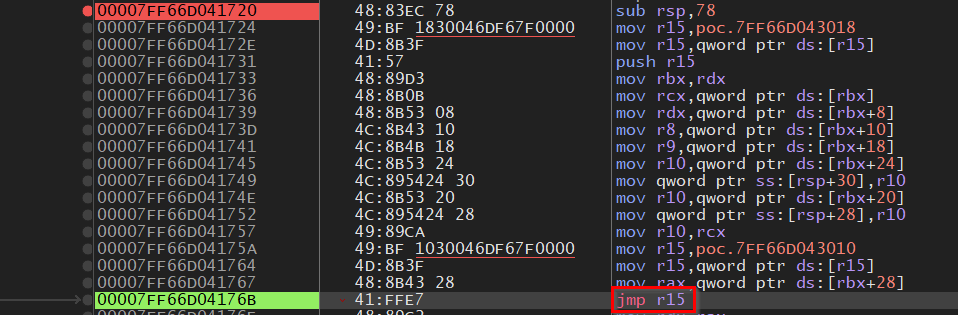 00007FF66D041720 48:83EC 78 sub rsp,78
00007FF66D041724 49:BF 1830046DF67F0000 mov r15,poc.7FF66D043018
00007FF66D04172E 4D:8B3F mov r15,qword ptr ds:[r15]
00007FF66D041731 41:57 push r15
00007FF66D041733 48:89D3 mov rbx,rdx
00007FF66D041736 48:8B0B mov rcx,qword ptr ds:[rbx]
00007FF66D041739 48:8B53 08 mov rdx,qword ptr ds:[rbx+8]
00007FF66D04173D 4C:8B43 10 mov r8,qword ptr ds:[rbx+10]
00007FF66D041741 4C:8B4B 18 mov r9,qword ptr ds:[rbx+18]
00007FF66D041745 4C:8B53 24 mov r10,qword ptr ds:[rbx+24]
00007FF66D041749 4C:895424 30 mov qword ptr ss:[rsp+30],r10
00007FF66D04174E 4C:8B53 20 mov r10,qword ptr ds:[rbx+20]
00007FF66D041752 4C:895424 28 mov qword ptr ss:[rsp+28],r10
00007FF66D041757 49:89CA mov r10,rcx
00007FF66D04175A 49:BF 1030046DF67F0000 mov r15,poc.7FF66D043010
00007FF66D041764 4D:8B3F mov r15,qword ptr ds:[r15]
00007FF66D041767 48:8B43 28 mov rax,qword ptr ds:[rbx+28]
00007FF66D04176B 41:FFE7 jmp r15